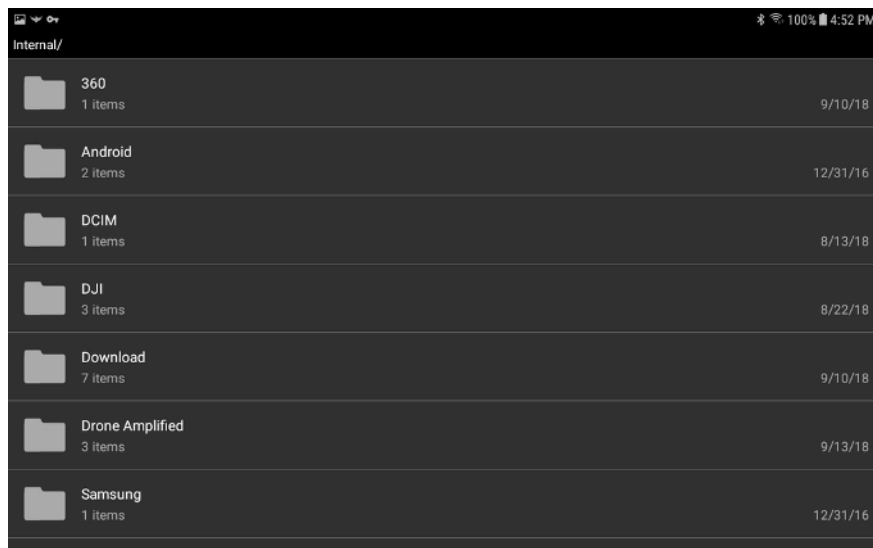 100% 4:52 PM
Internal/
360
1 items
9/10/18
Android
2 items
12/31/16
DCIM
1 items
8/13/18
DJI
3 items
8/22/18
Download
7 items
9/10/18
Drone Amplified
3 items
9/13/18
Samsung
1 items
12/31/16